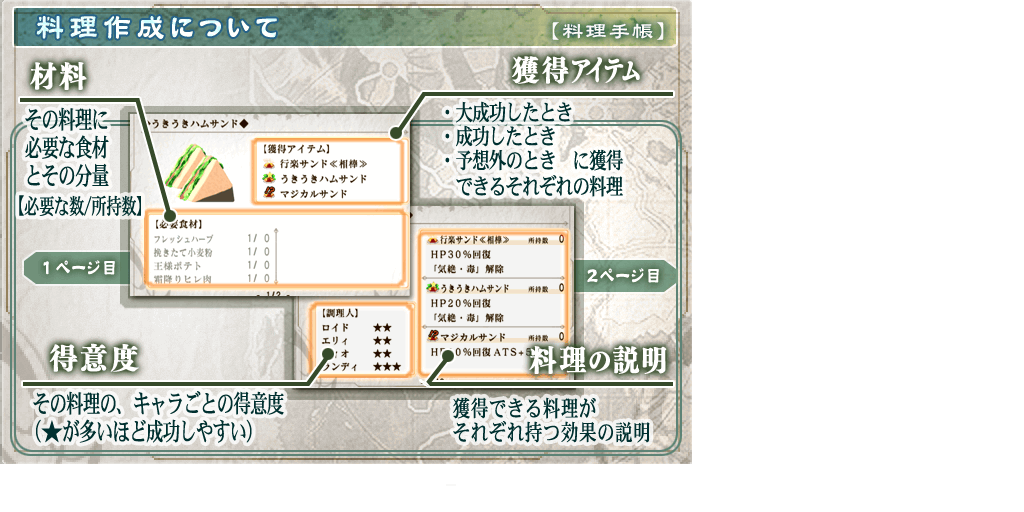 料理作成について
【料理手帳】
材料
その料理に
必要な食材
とその分量
【必要な数/所持数】
獲得アイテム
・大成功したとき
・成功したとき
・予想外のとき　に獲得
できるそれぞれの料理
うきうきハムサンド◆
【獲得アイテム】
行楽サンド≪相棒≫
うきうきハムサンド
マジカルサンド
【必要食材】
フレッシュハーブ 1/ 0
挽きたて小麦粉 1/ 0
王様ポテト 1/ 0
霜降りヒレ肉 1/ 0
- 1/2 -
1ページ目
2ページ目
行楽サンド≪相棒≫ 所持数 0
HP30%回復
「気絶・毒」解除
うきうきハムサンド 所持数 0
HP20%回復
「気絶・毒」解除
マジカルサンド 所持数 0
0%回復 ATS+5
【調理人】
ロイド ★★
エリィ ★★
オ ★★
ンディ ★★★
得意度
その料理の、キャラごとの得意度
(★が多いほど成功しやすい)
料理の説明
獲得できる料理が
それぞれ持つ効果の説明